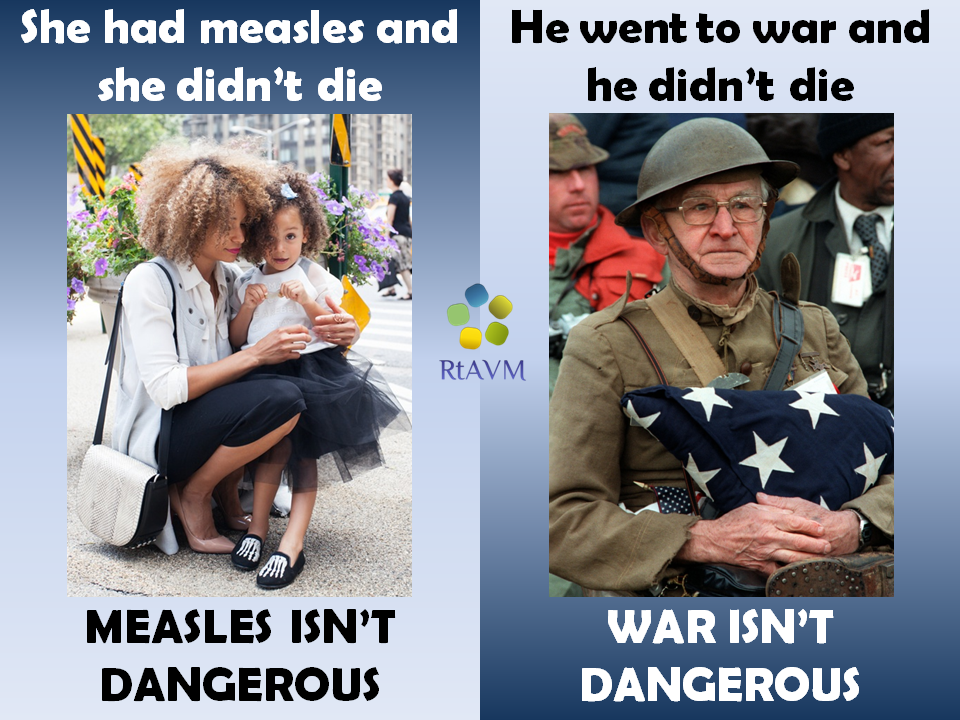 She had measles and
she didn't die
MEASLES ISN'T
DANGEROUS
He went to war and
he didn't die
WAR ISN'T
DANGEROUS
RtAVM